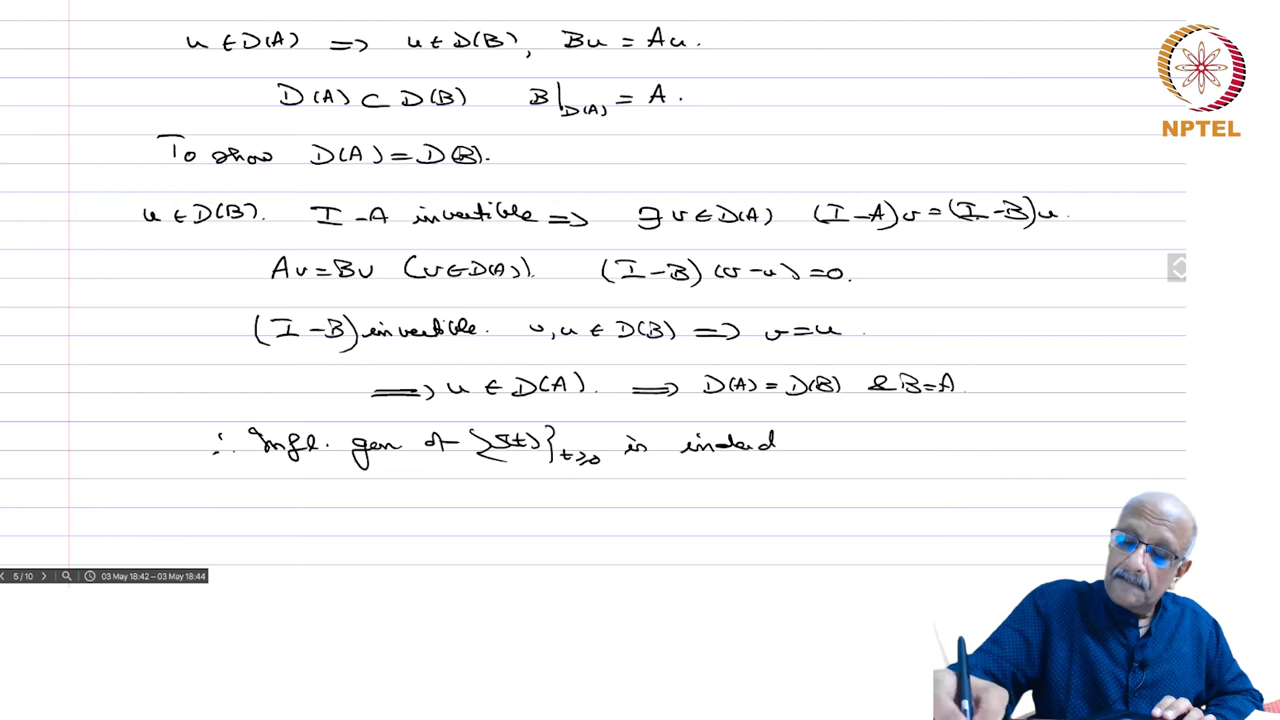 u ∈ D(A) ⟹ u ∈ D(B), Bu = Au.
D(A) ⊂ D(B) B|_{D(A)} = A.
NPTEL
To show D(A) = D(B).
u ∈ D(B). I - A invertible ⟹ ∃ v ∈ D(A) (I - A)v = (I - B)u.
Av = Bv (v ∈ D(A)). (I - B)(v - u) = 0.
(I - B) invertible. v, u ∈ D(B) ⟹ v = u.
⟹ u ∈ D(A). ⟹ D(A) = D(B) & B = A.
∴ Infl. gen of {S(t)}_{t≥0} is indeed
5 / 10 03 May 18:42 – 03 May 18:44